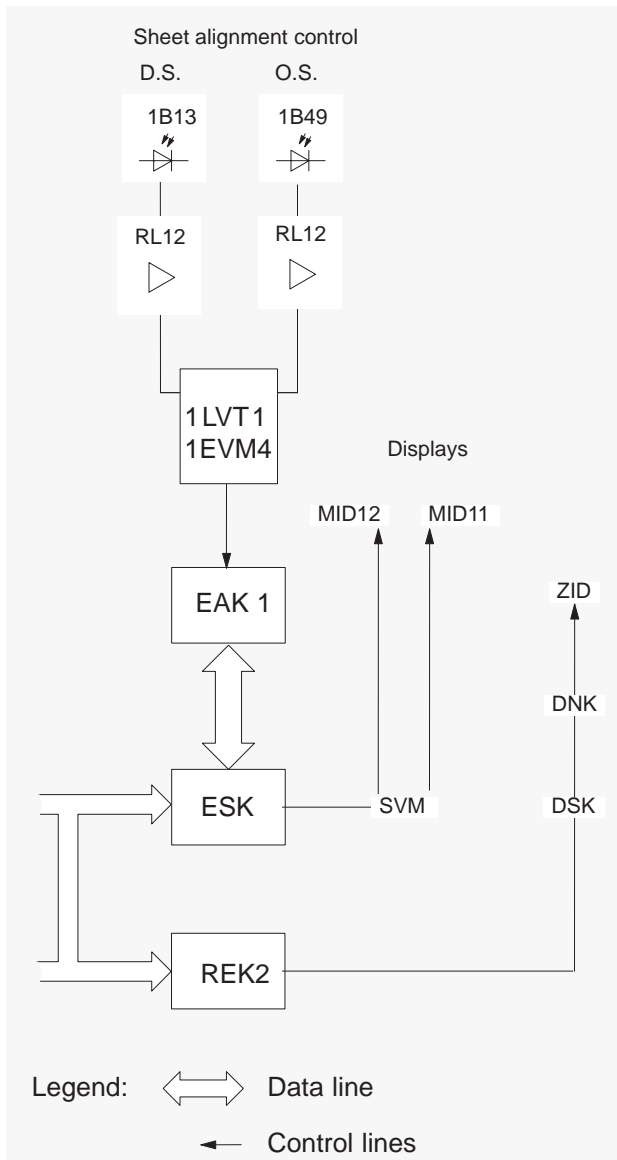 Sheet alignment control
D.S. O.S.
1B13 1B49
RL12 RL12
1LVT1
1EVM4
Displays
MID12 MID11
EAK 1
ZID
DNK
ESK SVM DSK
REK2
Legend: Data line
Control lines